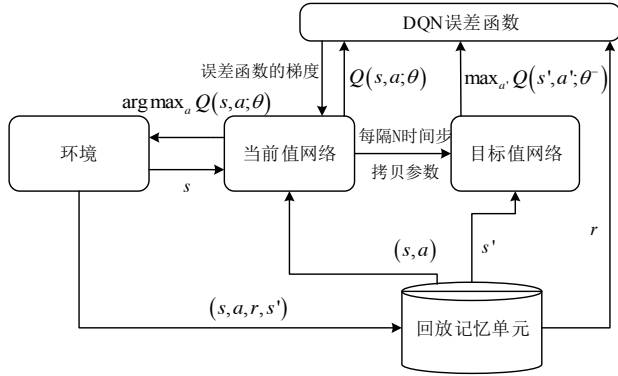 DQN误差函数
误差函数的梯度
Q(s,a;θ)
max_{a'} Q(s',a';θ⁻)
arg max_a Q(s,a;θ)
环境
s
当前值网络
每隔N时间步
拷贝参数
目标值网络
(s,a)
s'
r
(s,a,r,s')
回放记忆单元